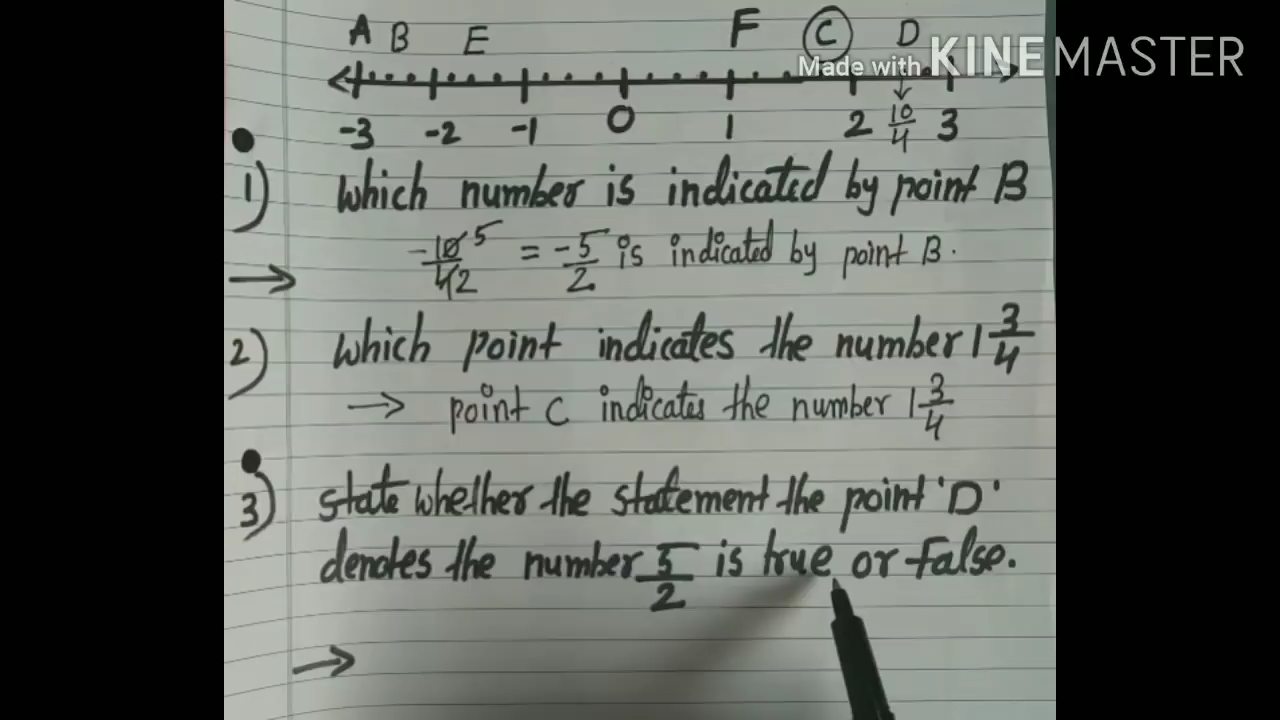 A B E F C D
Made with KINEMASTER
-3 -2 -1 0 1 2 10/4 3
1) Which number is indicated by point B
-10/4 5/2 = -5/2 is indicated by point B.
2) Which point indicates the number 1 3/4
→ point C indicates the number 1 3/4
3) State whether the statement the point 'D'
denotes the number 5/2 is true or false.
→